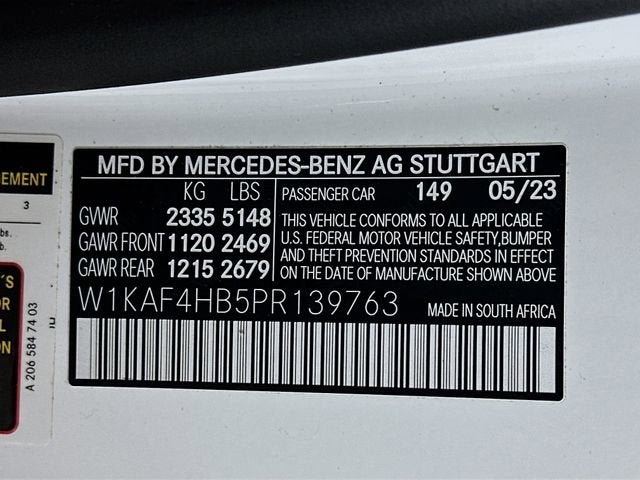 MFD BY MERCEDES-BENZ AG STUTTGART
KG LBS
GVWR 2335 5148
GAWR FRONT 1120 2469
GAWR REAR 1215 2679
PASSENGER CAR 149 05/23
THIS VEHICLE CONFORMS TO ALL APPLICABLE
U.S. FEDERAL MOTOR VEHICLE SAFETY,BUMPER
AND THEFT PREVENTION STANDARDS IN EFFECT
ON THE DATE OF MANUFACTURE SHOWN ABOVE
W1KAF4HB5PR139763 MADE IN SOUTH AFRICA
EMENT
3
lbs.
b.
A 206 584 74 03